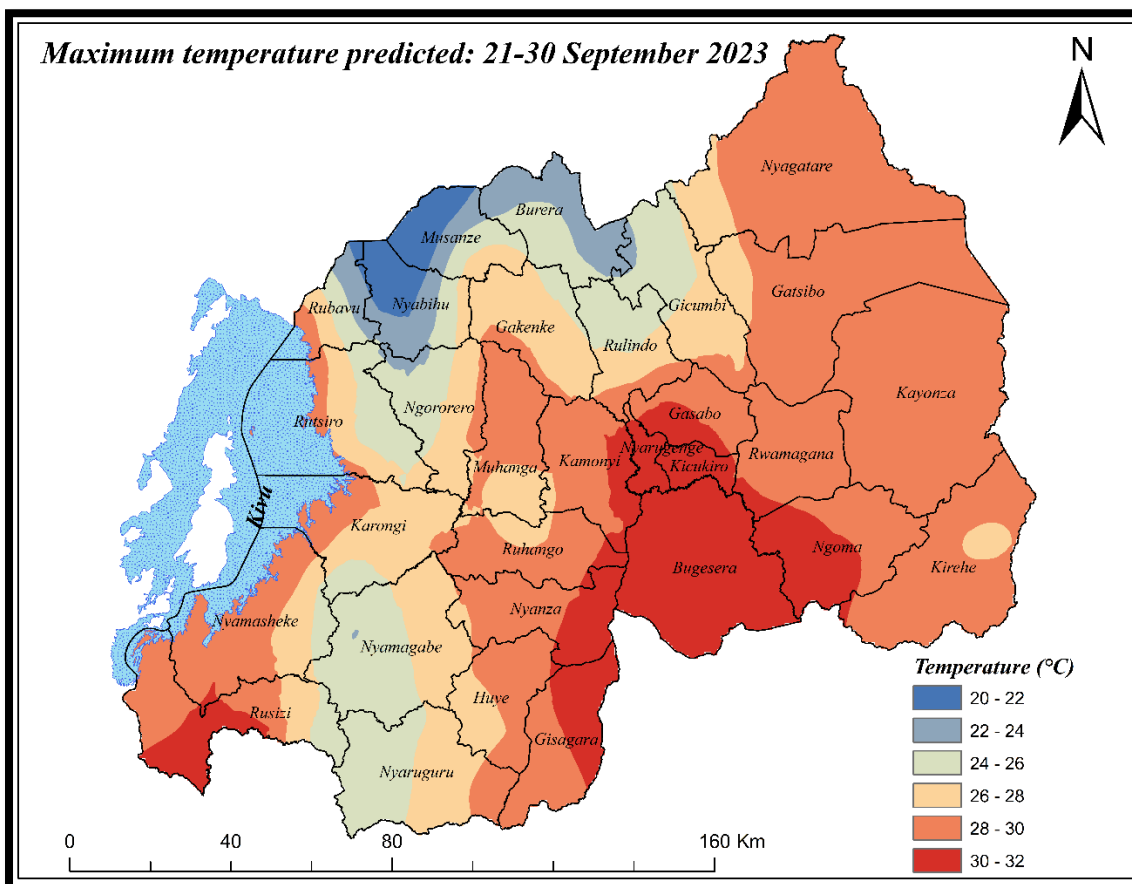 Maximum temperature predicted: 21-30 September 2023
N
Nyagatare
Burera
Musanze
Rubavu
Nyabihu
Gicumbi
Gatsibo
Gakenke
Rulindo
Kayonza
Rutsiro
Ngororero
Gasabo
Nyarugenge
Kicukiro
Rwamagana
Muhanga
Kamonyi
Kivu
Karongi
Ruhango
Bugesera
Ngoma
Kirehe
Nyamasheke
Nyanza
Nyamagabe
Huye
Rusizi
Gisagara
Nyaruguru
Temperature (°C)
20 - 22
22 - 24
24 - 26
26 - 28
28 - 30
30 - 32
0 40 80 160 Km